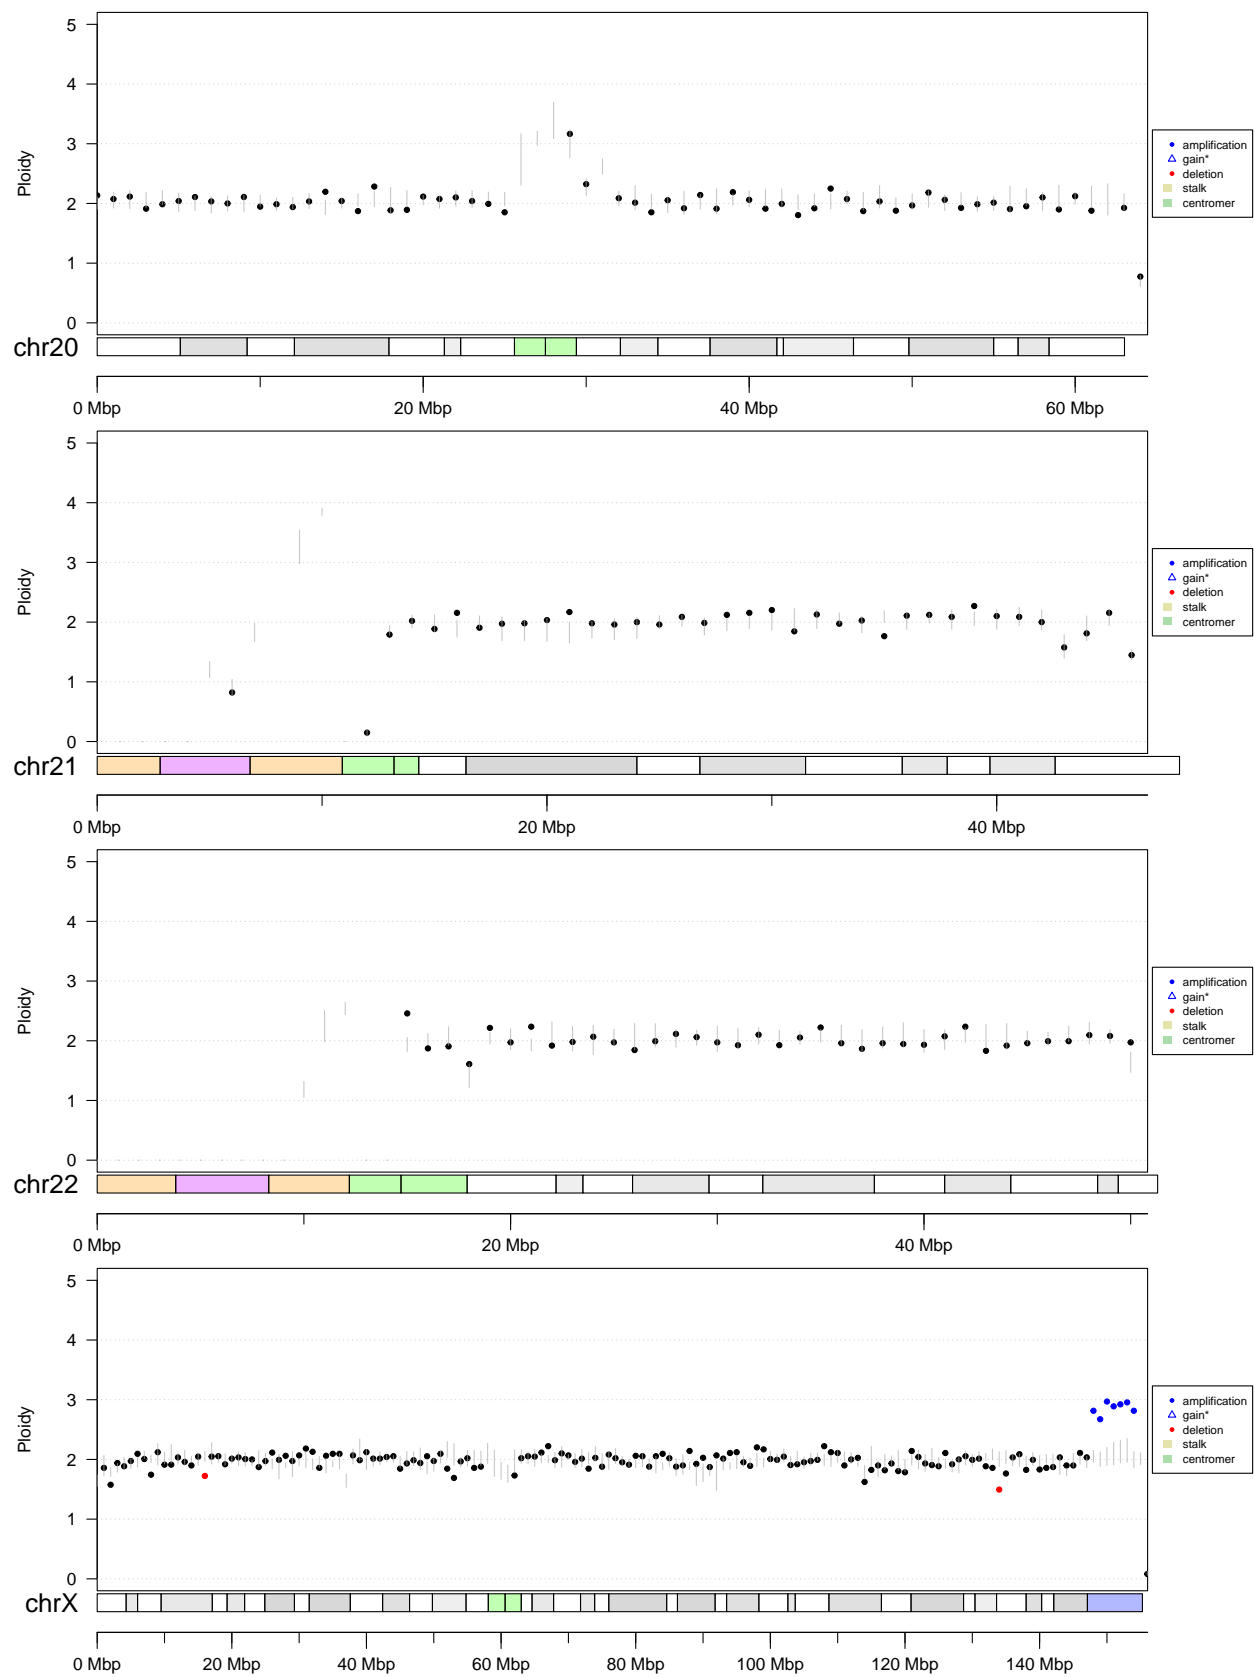 5
4
3
2
1
0
Ploidy
amplification
gain*
deletion
stalk
centromer
chr20
0 Mbp 20 Mbp 40 Mbp 60 Mbp
5
4
3
2
1
0
Ploidy
amplification
gain*
deletion
stalk
centromer
chr21
0 Mbp 20 Mbp 40 Mbp
5
4
3
2
1
0
Ploidy
amplification
gain*
deletion
stalk
centromer
chr22
0 Mbp 20 Mbp 40 Mbp
5
4
3
2
1
0
Ploidy
amplification
gain*
deletion
stalk
centromer
chrX
0 Mbp 20 Mbp 40 Mbp 60 Mbp 80 Mbp 100 Mbp 120 Mbp 140 Mbp